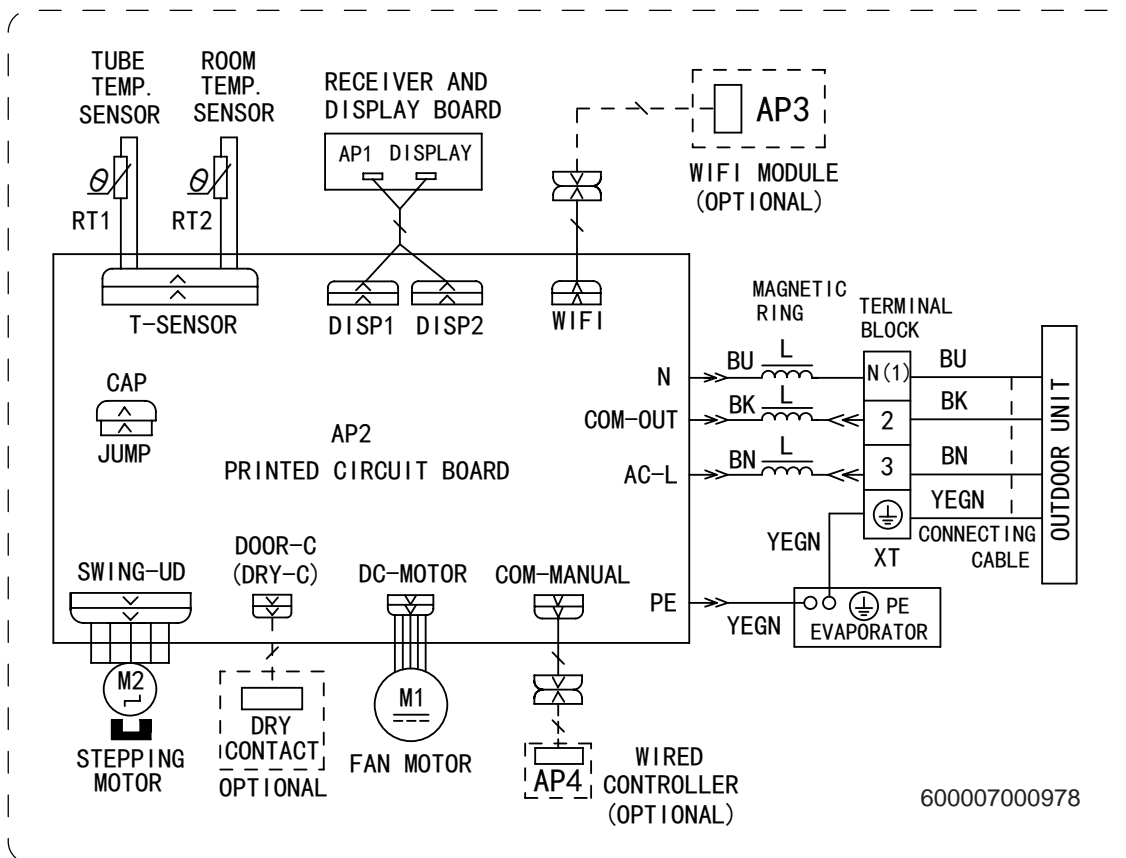 TUBE
TEMP.
SENSOR
ROOM
TEMP.
SENSOR
RECEIVER AND
DISPLAY BOARD
AP1 DISPLAY
AP3
WIFI MODULE
(OPTIONAL)
θ
RT1
θ
RT2
T-SENSOR
DISP1
DISP2
WIFI
MAGNETIC
RING
TERMINAL
BLOCK
CAP
JUMP
AP2
PRINTED CIRCUIT BOARD
N
BU
L
N(1)
BU
COM-OUT
BK
L
2
BK
AC-L
BN
L
3
BN
YEGN
XT
CONNECTING
CABLE
OUTDOOR UNIT
YEGN
PE
YEGN
PE
EVAPORATOR
SWING-UD
DOOR-C
(DRY-C)
DC-MOTOR
COM-MANUAL
M2
STEPPING
MOTOR
DRY
CONTACT
OPTIONAL
M1
FAN MOTOR
AP4
WIRED
CONTROLLER
(OPTIONAL)
600007000978